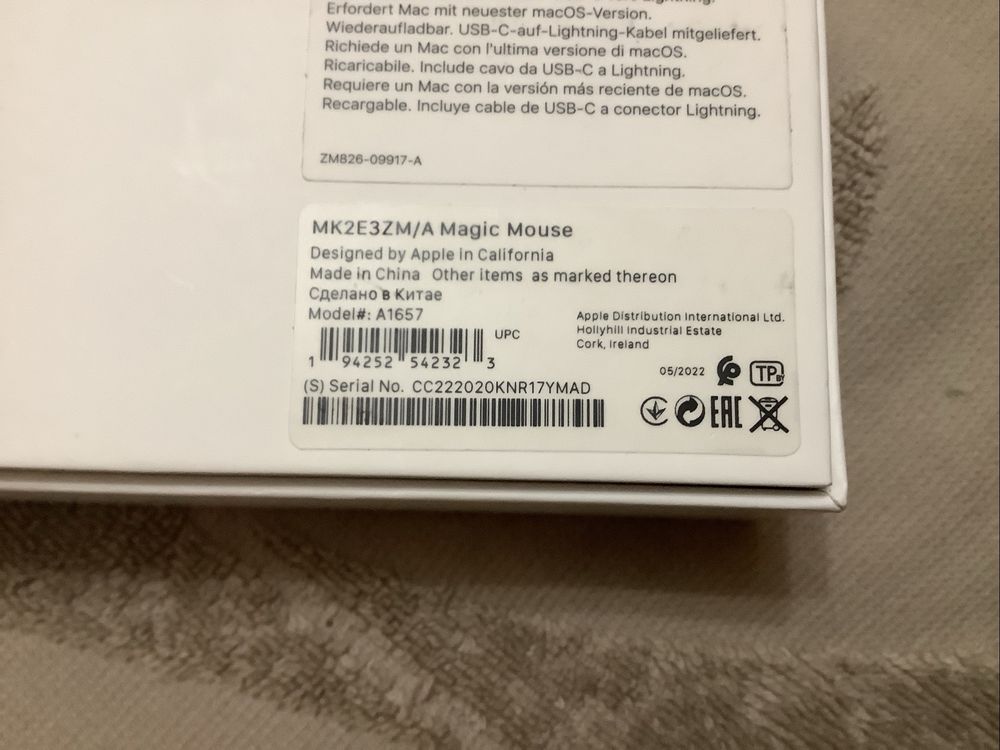 Erfordert Mac mit neuester macOS-Version.
Wiederaufladbar. USB-C-auf-Lightning-Kabel mitgeliefert.
Richiede un Mac con l'ultima versione di macOS.
Ricaricabile. Include cavo da USB-C a Lightning.
Requiere un Mac con la versión más reciente de macOS.
Recargable. Incluye cable de USB-C a conector Lightning.
ZM826-09917-A
MK2E3ZM/A Magic Mouse
Designed by Apple in California
Made in China Other items as marked thereon
Сделано в Китае
Model#: A1657
UPC
1 94252 54232 3
(S) Serial No. CC222020KNR17YMAD
Apple Distribution International Ltd.
Hollyhill Industrial Estate
Cork, Ireland
05/2022
TP BY
EAC